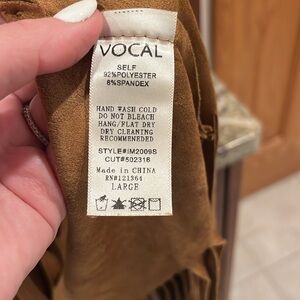 VOCAL
SELF
92%POLYESTER
8%SPANDEX
HAND WASH COLD
DO NOT BLEACH
HANG/FLAT DRY
DRY CLEANING
RECOMMENEDED
STYLE#IM2009S
CUT#502316
Made in CHINA
RN#121364
LARGE